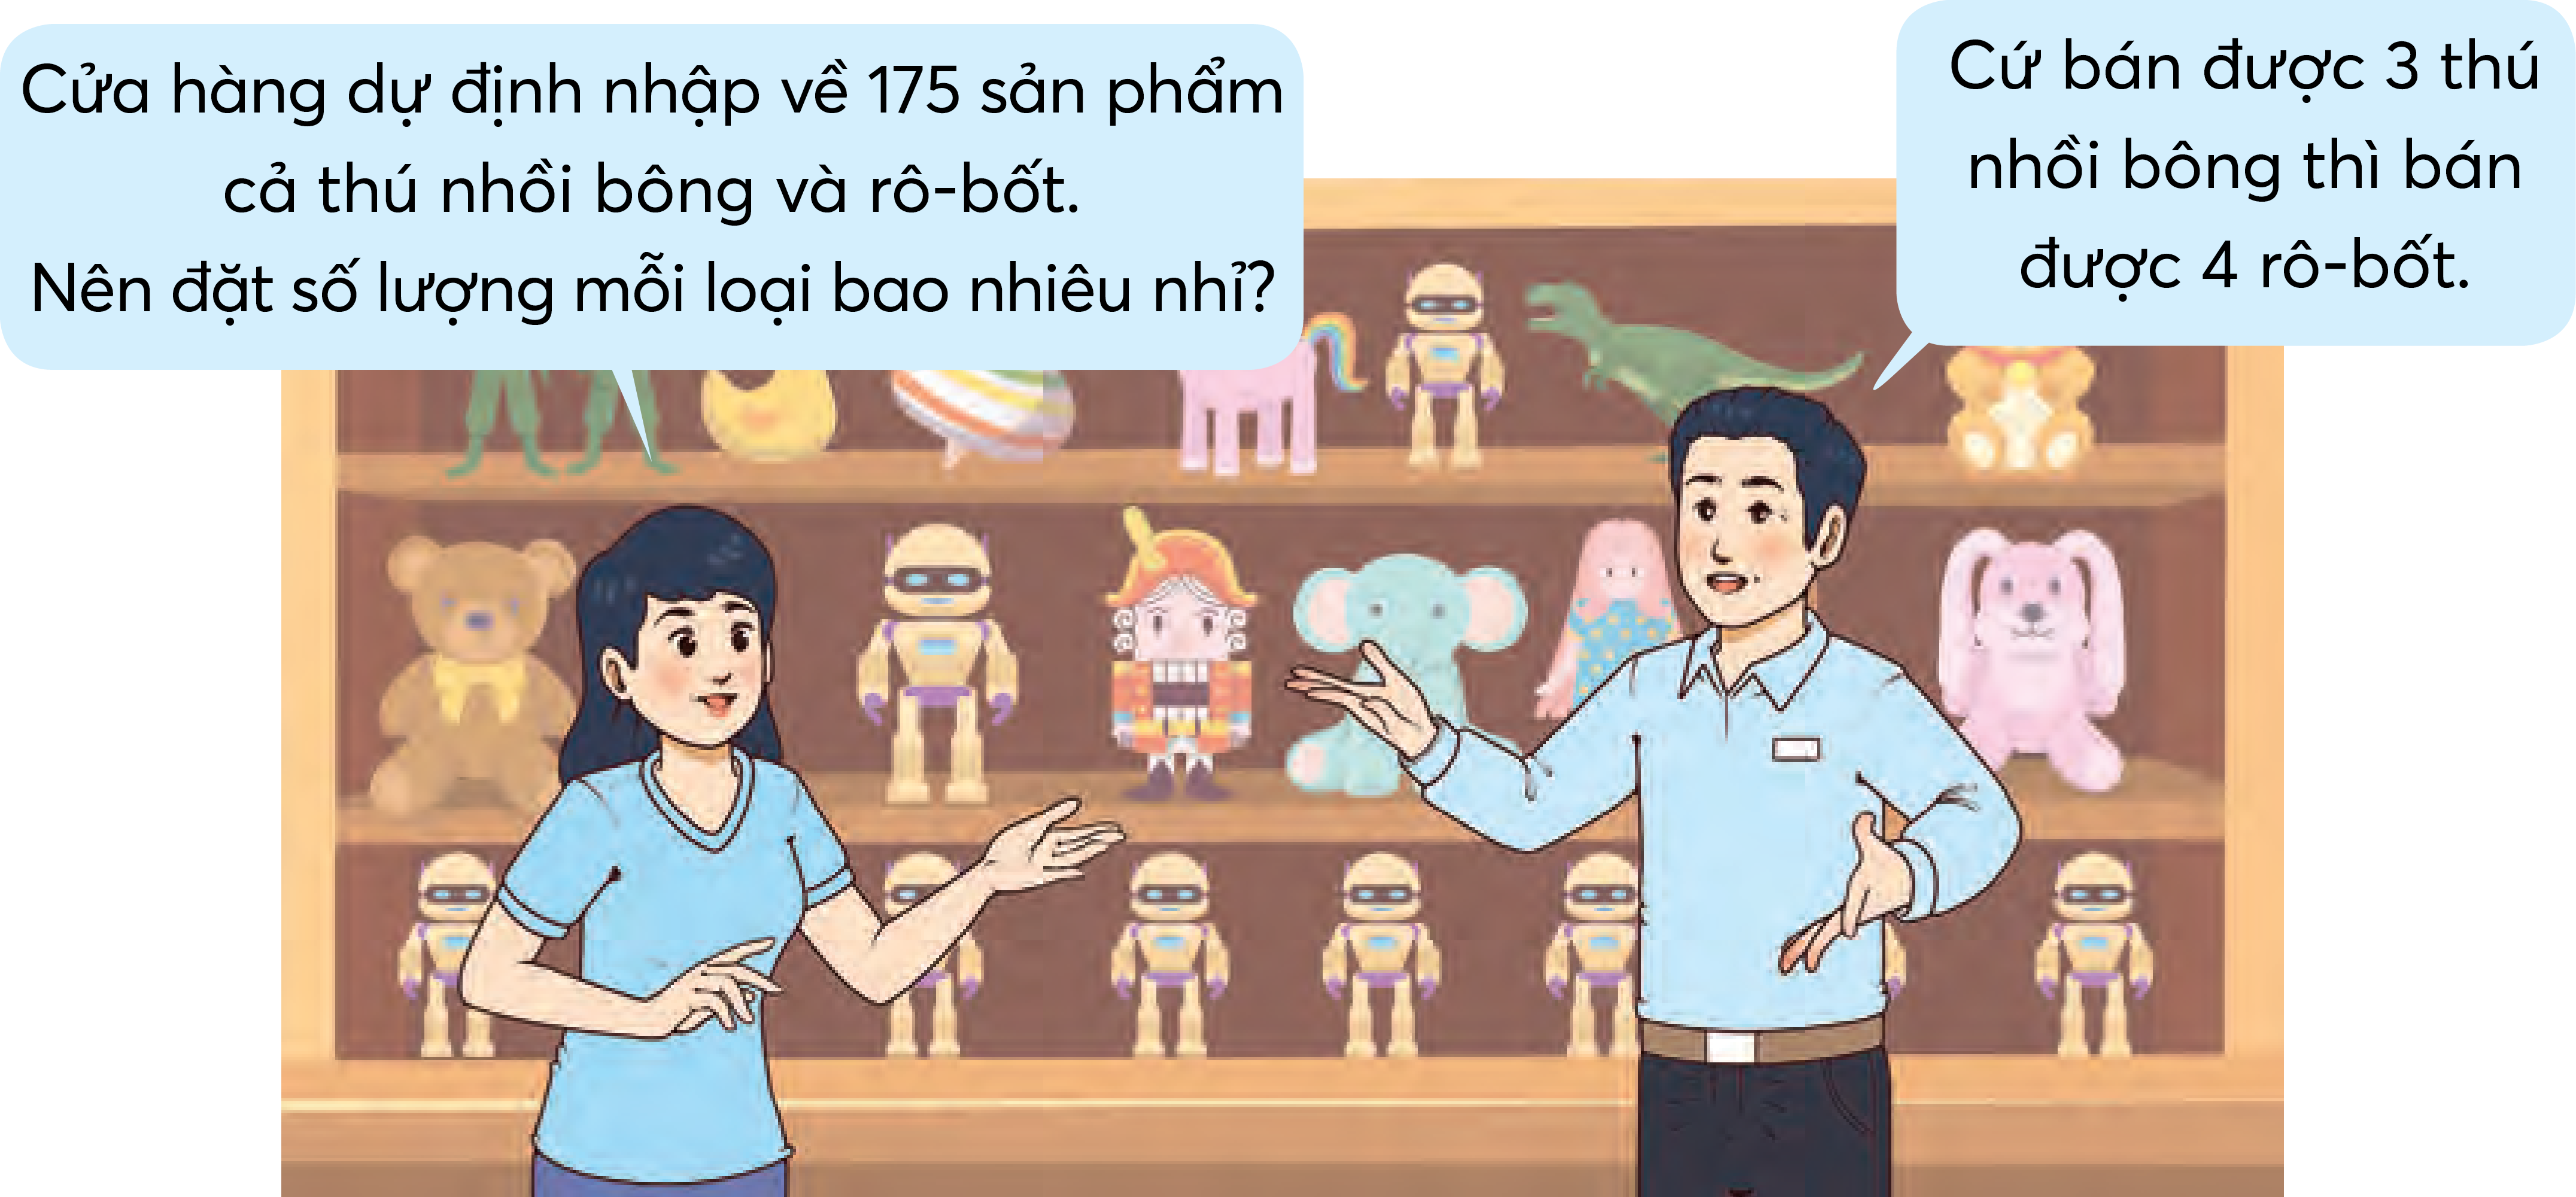 Cửa hàng dự định nhập về 175 sản phẩm
cả thú nhồi bông và rô-bốt.
Nên đặt số lượng mỗi loại bao nhiêu nhỉ?
Cứ bán được 3 thú
nhồi bông thì bán
được 4 rô-bốt.